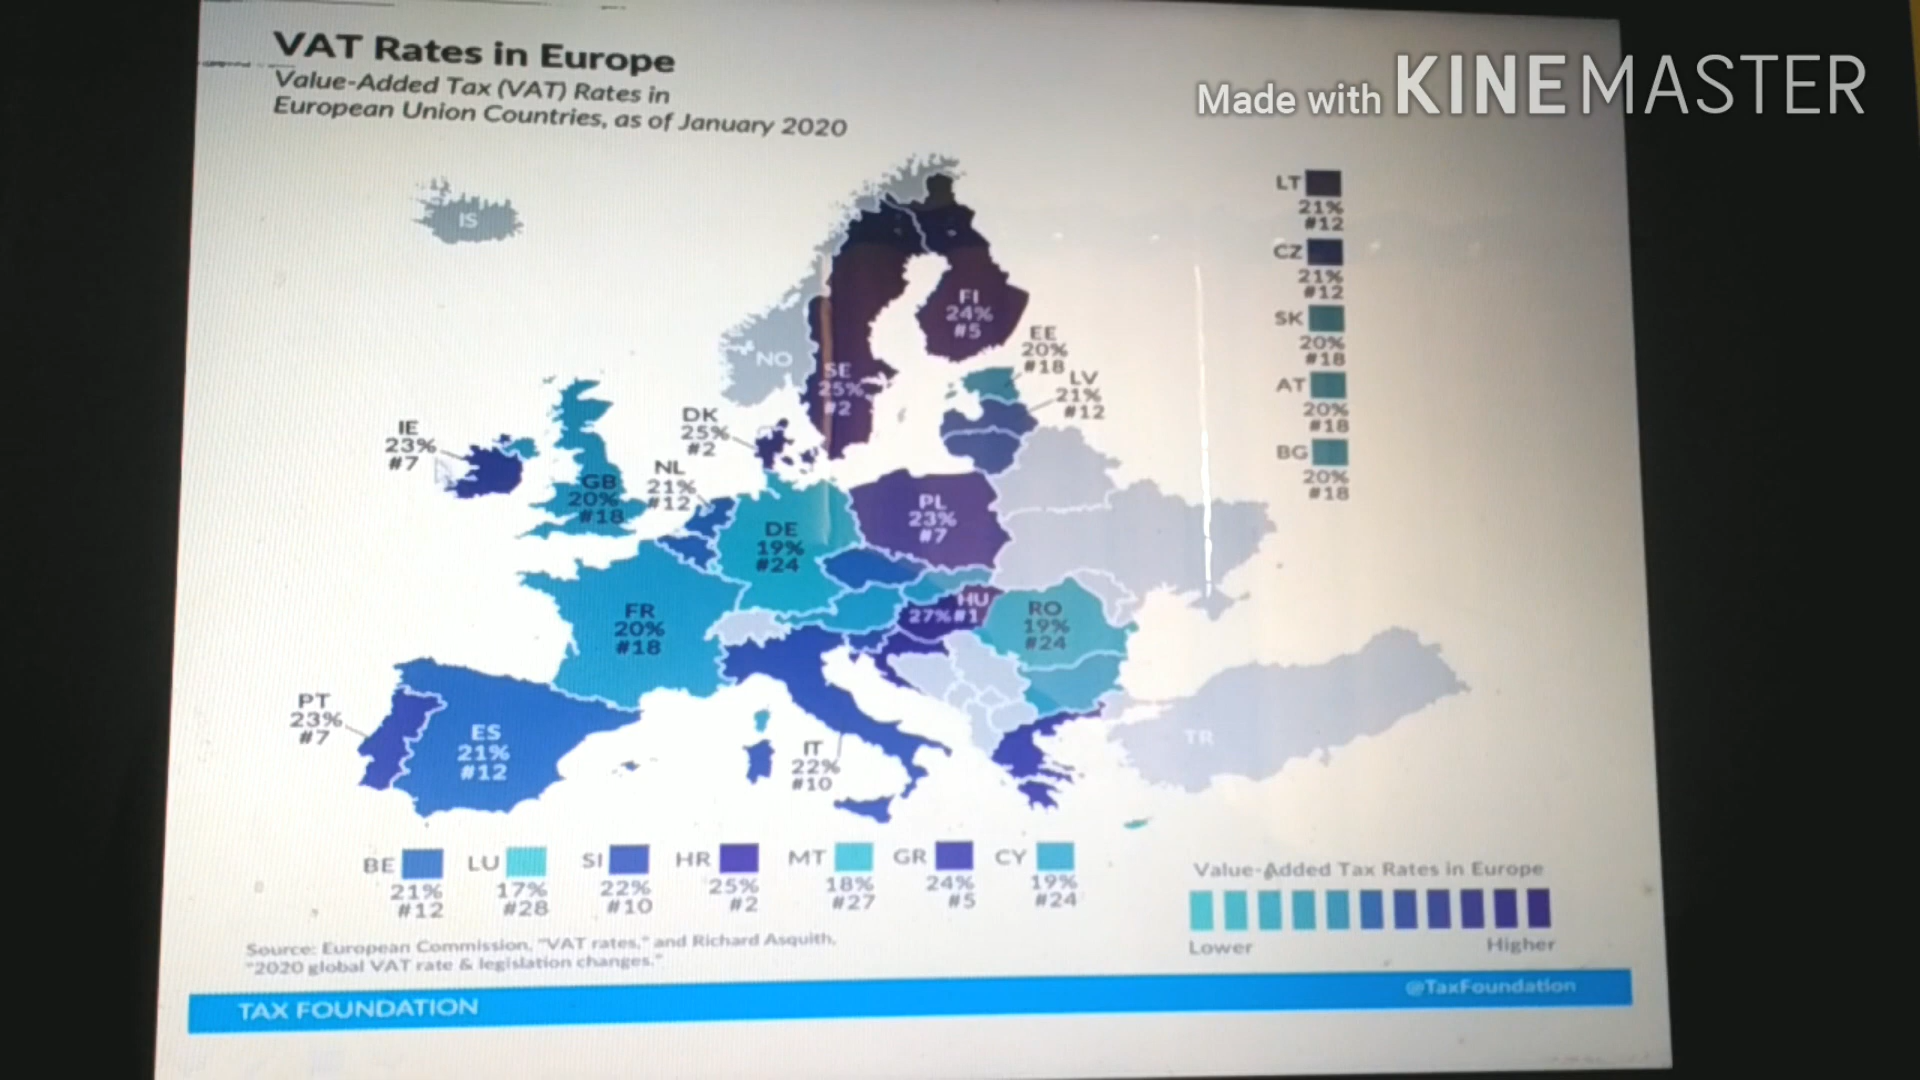 VAT Rates in Europe
Value-Added Tax (VAT) Rates in
European Union Countries, as of January 2020
Made with KINEMASTER
IS
NO
FI
24%
#5
SE
25%
#2
EE
20%
#18
LV
21%
#12
DK
25%
#2
IE
23%
#7
GB
20%
#18
NL
21%
#12
DE
19%
#24
PL
23%
#7
FR
20%
#18
HU
27% #1
RO
19%
#24
PT
23%
#7
ES
21%
#12
IT
22%
#10
TR
LT
21%
#12
CZ
21%
#12
SK
20%
#18
AT
20%
#18
BG
20%
#18
BE
21%
#12
LU
17%
#28
SI
22%
#10
HR
25%
#2
MT
18%
#27
GR
24%
#5
CY
19%
#24
Value-Added Tax Rates in Europe
Lower Higher
Source: European Commission, "VAT rates," and Richard Asquith,
"2020 global VAT rate & legislation changes."
TAX FOUNDATION
@TaxFoundation